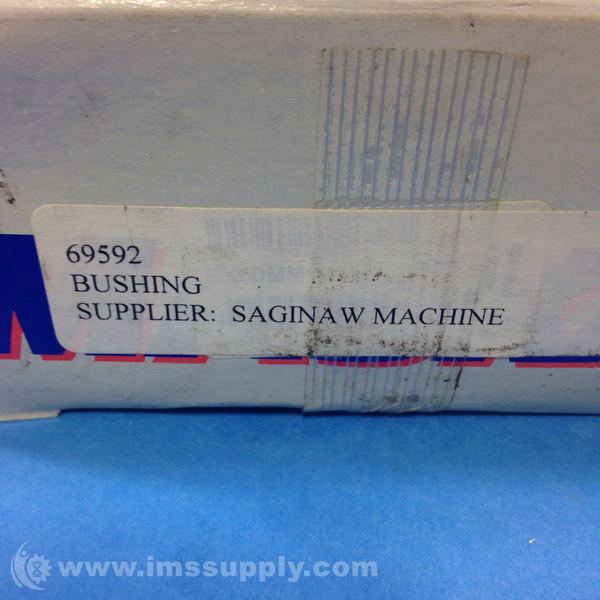 69592
BUSHING
SUPPLIER: SAGINAW MACHINE
www.imssupply.com